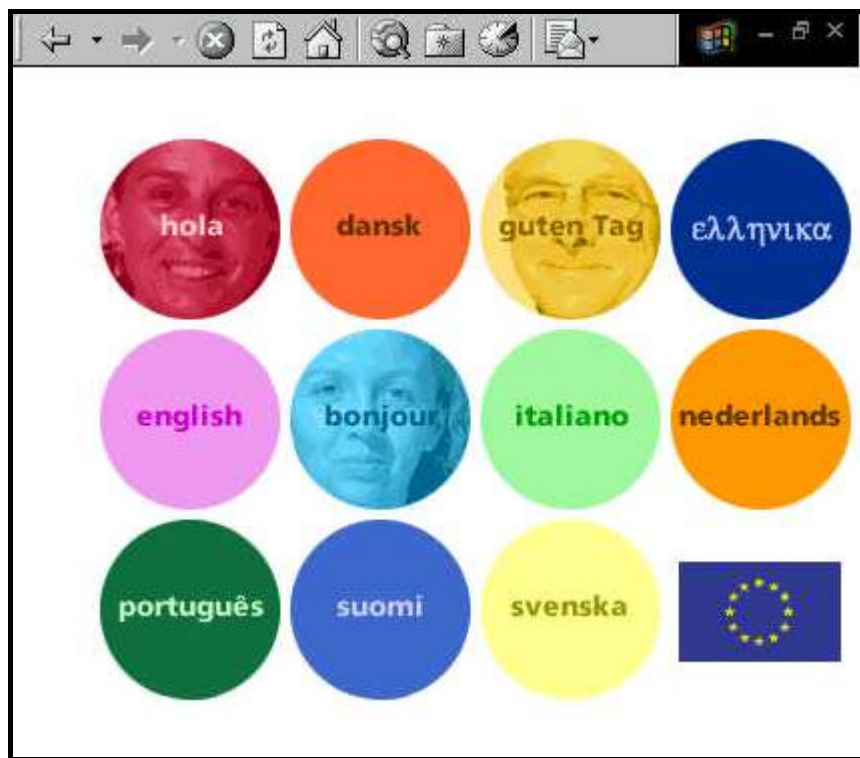 hola
dansk
guten Tag
ελληνικα
english
bonjour
italiano
nederlands
português
suomi
svenska